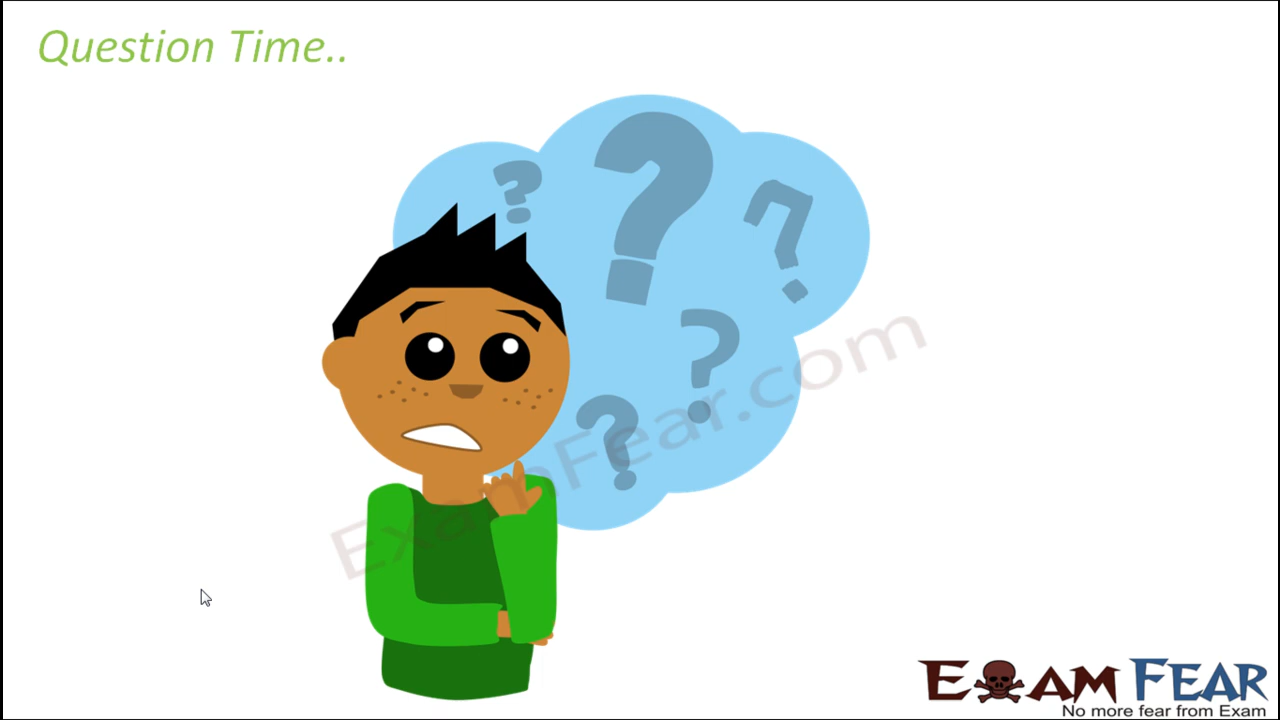 Question Time..
? ? ?
?
?
ExamFear.com
EXAM FEAR
No more fear from Exam